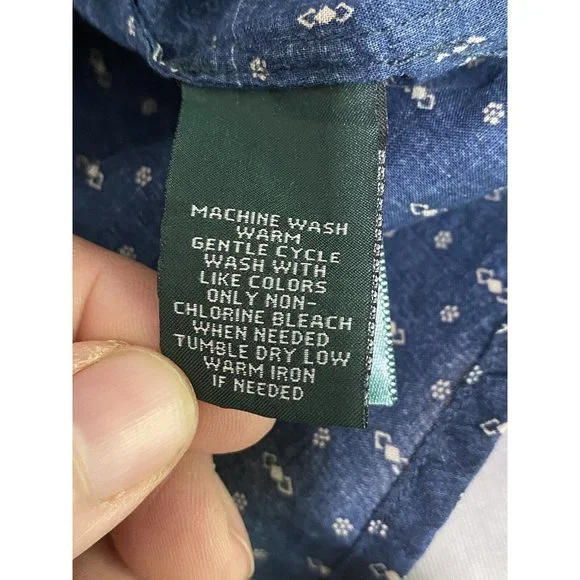 MACHINE WASH
WARM
GENTLE CYCLE
WASH WITH
LIKE COLORS
ONLY NON-
CHLORINE BLEACH
WHEN NEEDED
TUMBLE DRY LOW
WARM IRON
IF NEEDED